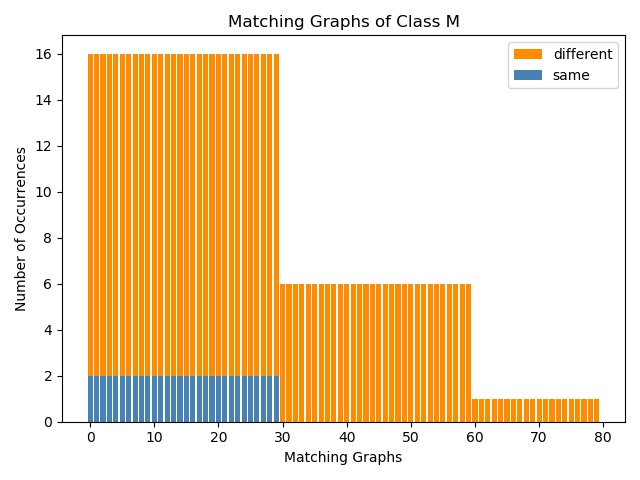 Matching Graphs of Class M
different
same
Number of Occurrences
16
14
12
10
8
6
4
2
0
0 10 20 30 40 50 60 70 80
Matching Graphs